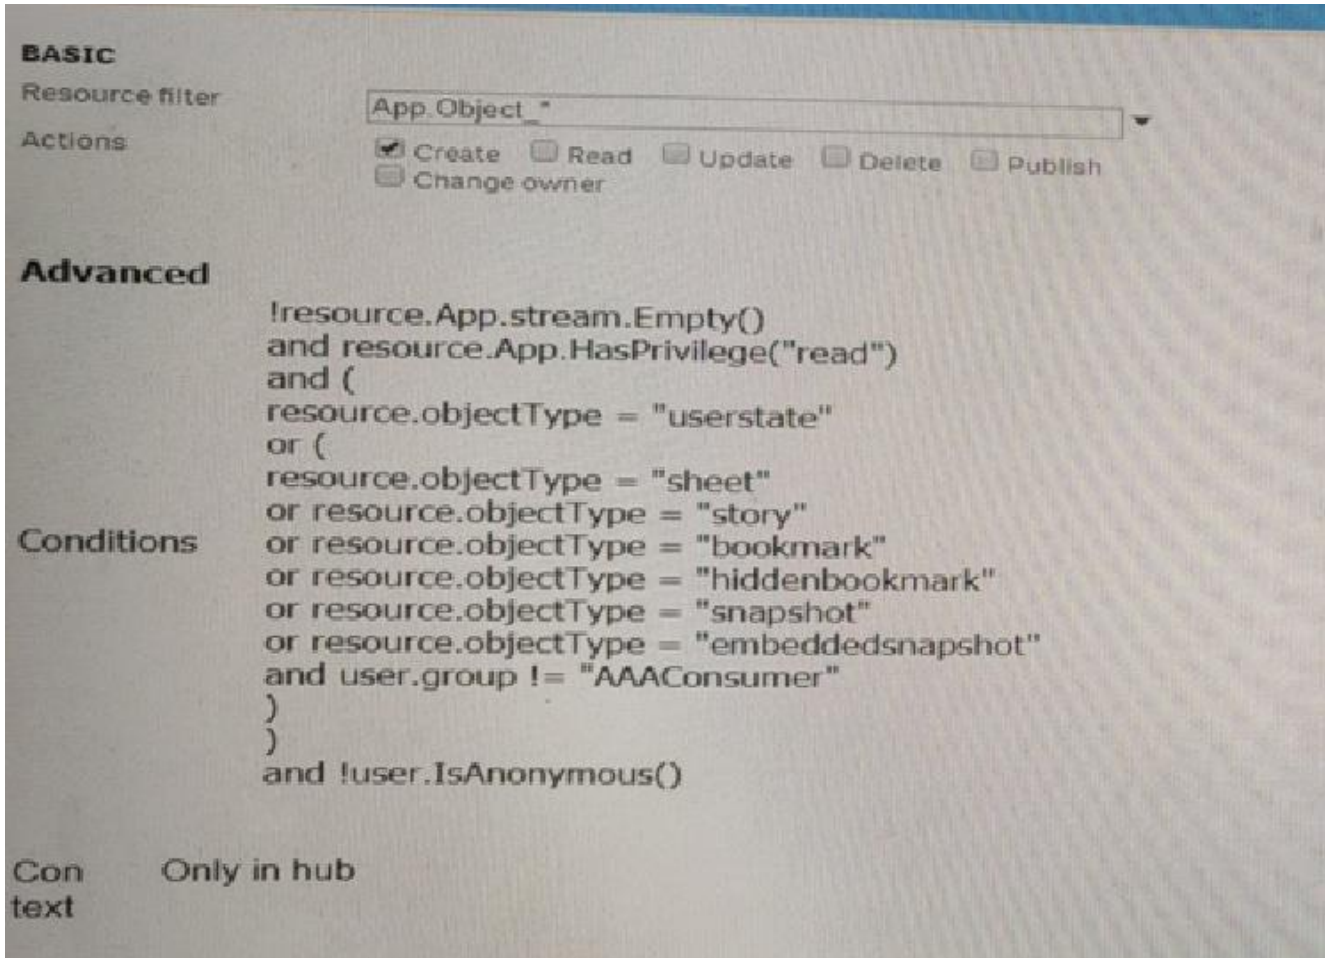 BASIC
Resource filter
App.Object_*
Actions
Create Read Update Delete Publish
Change owner
Advanced
!resource.App.stream.Empty()
and resource.App.HasPrivilege("read")
and (
resource.objectType = "userstate"
or (
resource.objectType = "sheet"
or resource.objectType = "story"
Conditions
or resource.objectType = "bookmark"
or resource.objectType = "hiddenbookmark"
or resource.objectType = "snapshot"
or resource.objectType = "embeddedsnapshot"
and user.group != "AAAConsumer"
)
)
and !user.IsAnonymous()
Con Only in hub
text